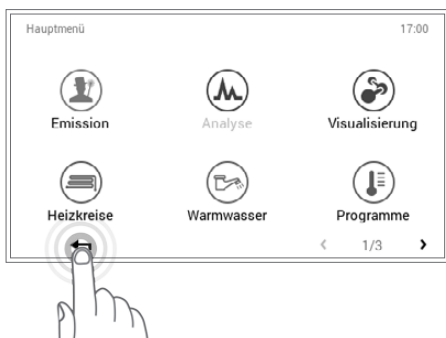 Hauptmenü 17:00
Emission Analyse Visualisierung
Heizkreise Warmwasser Programme
1/3